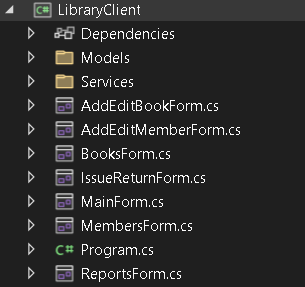 C# LibraryClient
Dependencies
Models
Services
AddEditBookForm.cs
AddEditMemberForm.cs
BooksForm.cs
IssueReturnForm.cs
MainForm.cs
MembersForm.cs
C# Program.cs
ReportsForm.cs